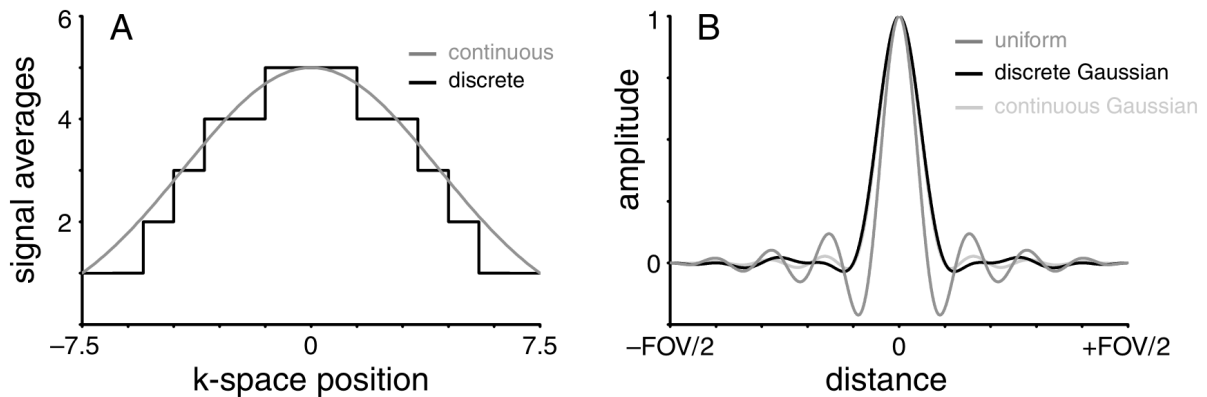 A
6
4
2
signal averages
continuous
discrete
–7.5
0
7.5
k-space position
B
1
0
amplitude
uniform
discrete Gaussian
continuous Gaussian
–FOV/2
0
+FOV/2
distance